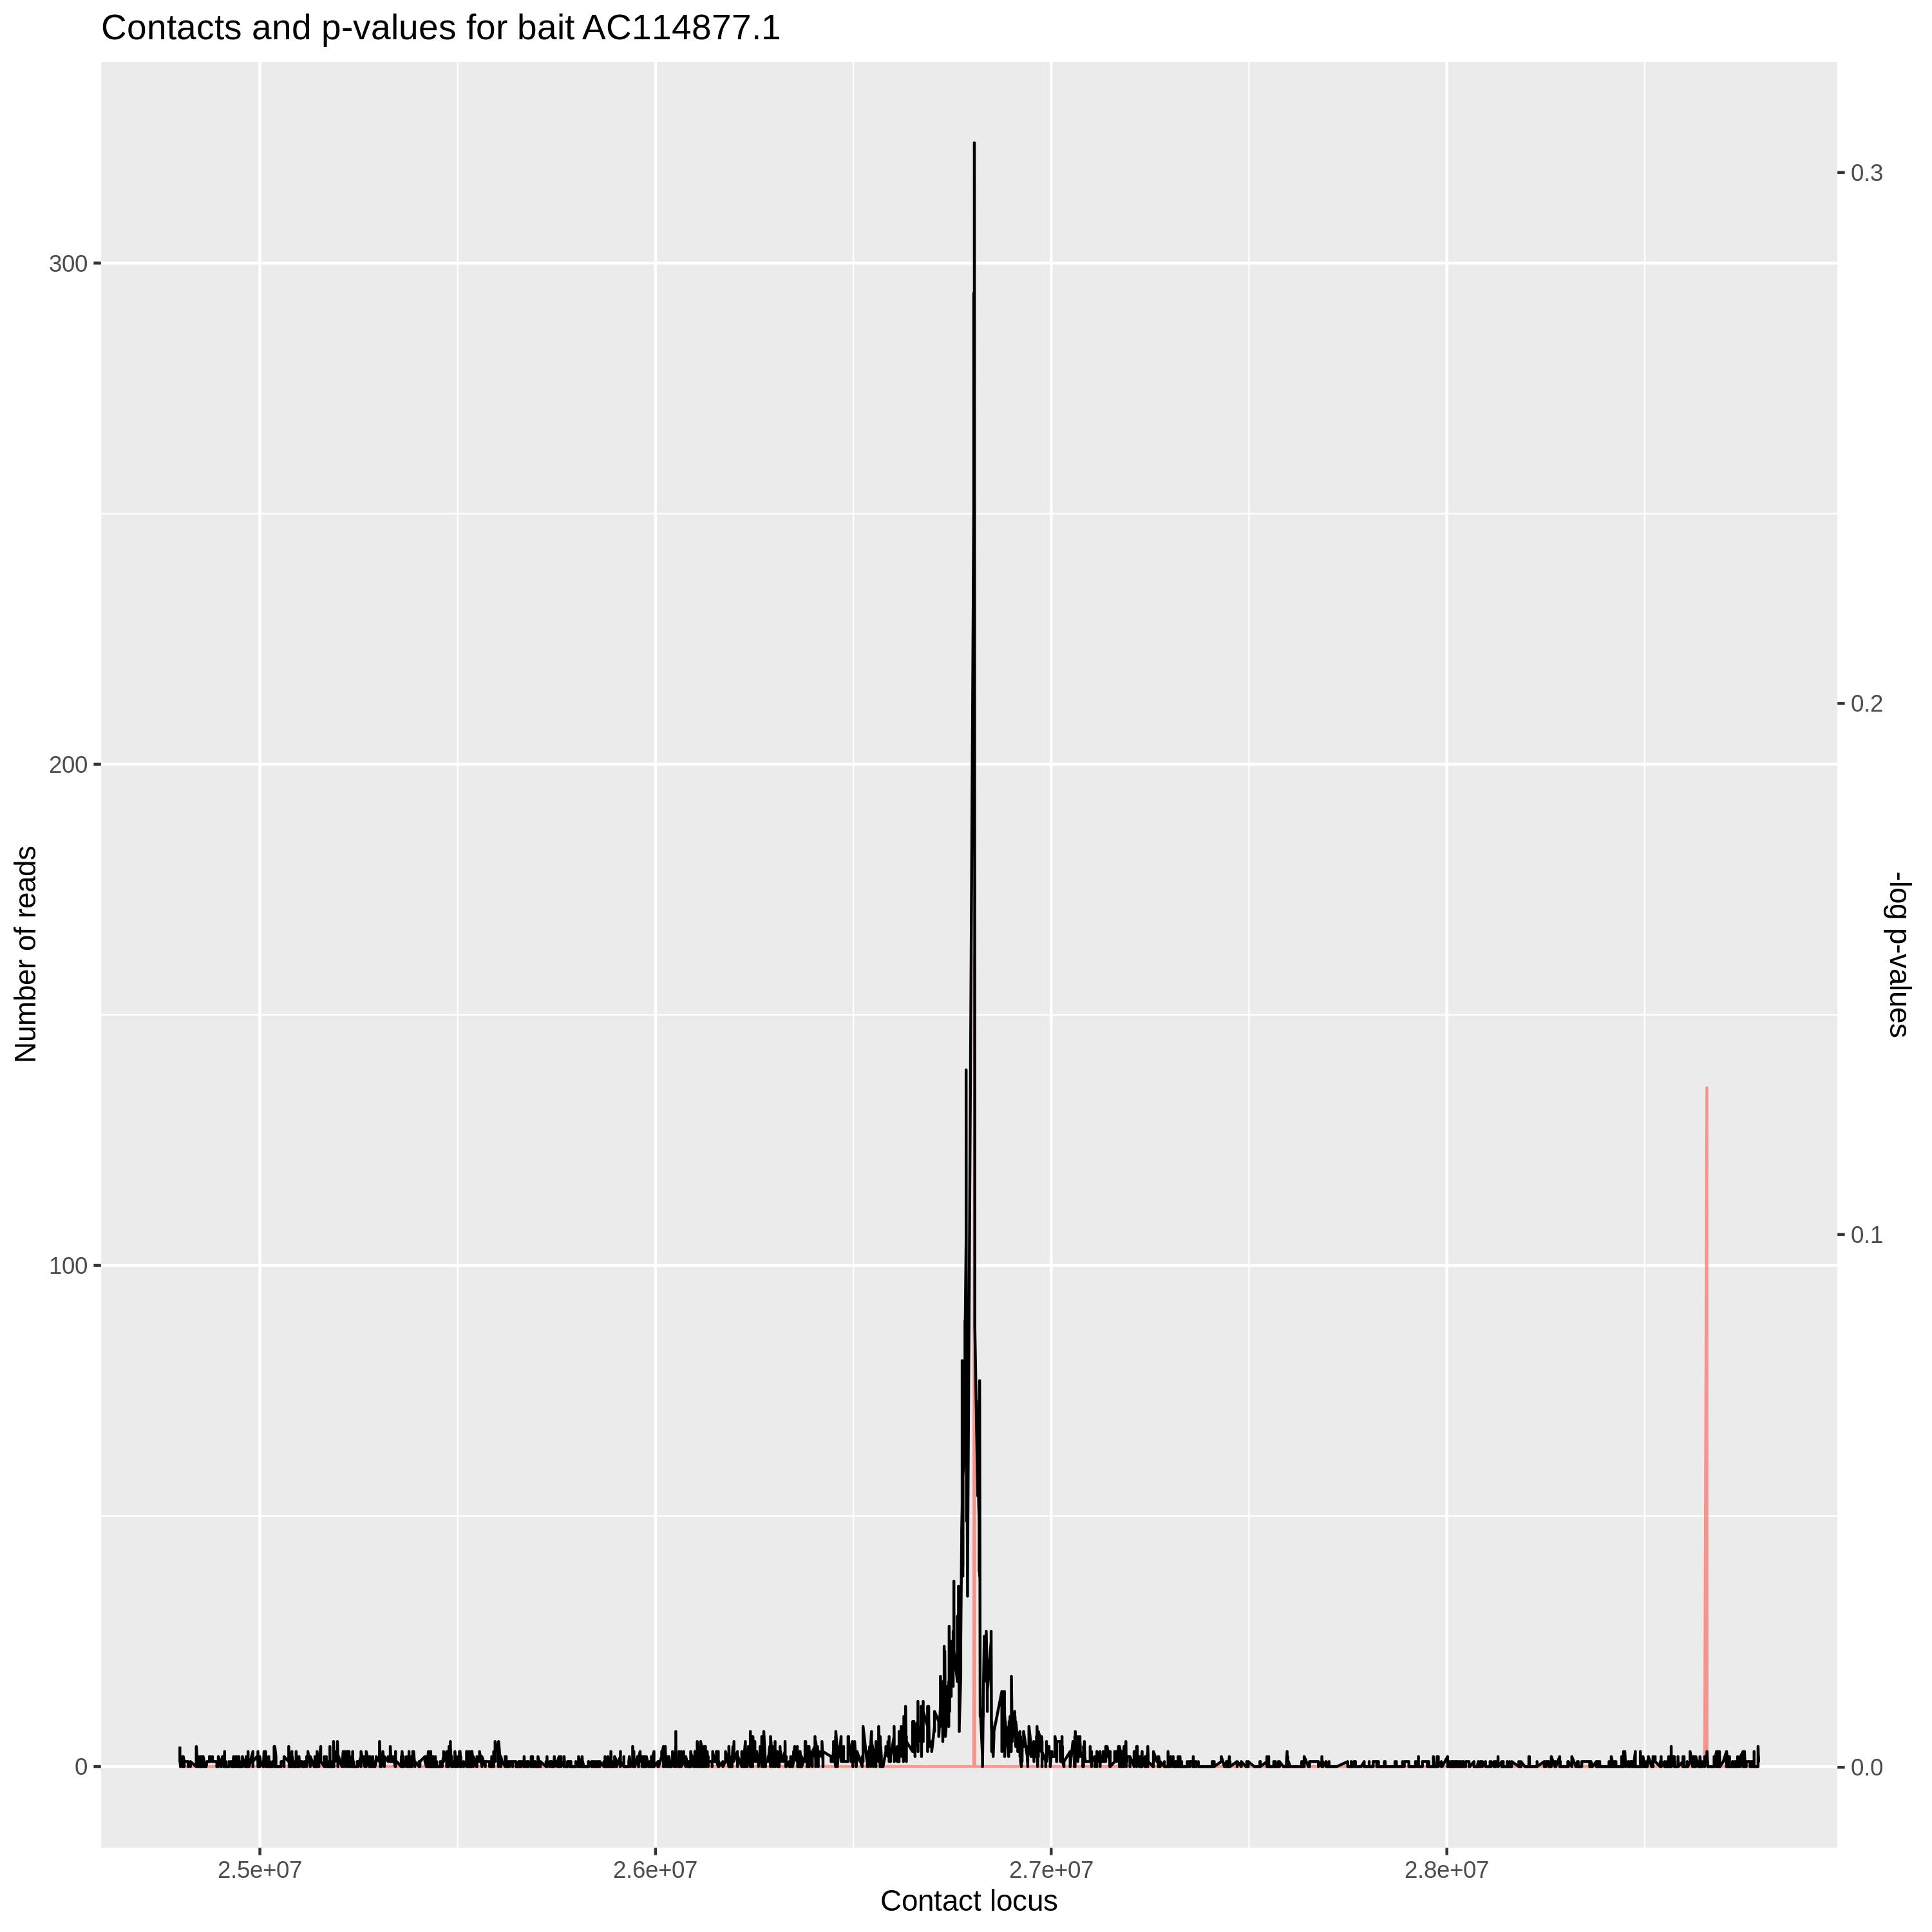 Contacts and p-values for bait AC114877.1
300
200
100
0
Number of reads
0.3
0.2
0.1
0.0
-log p-values
2.5e+07
2.6e+07
2.7e+07
2.8e+07
Contact locus